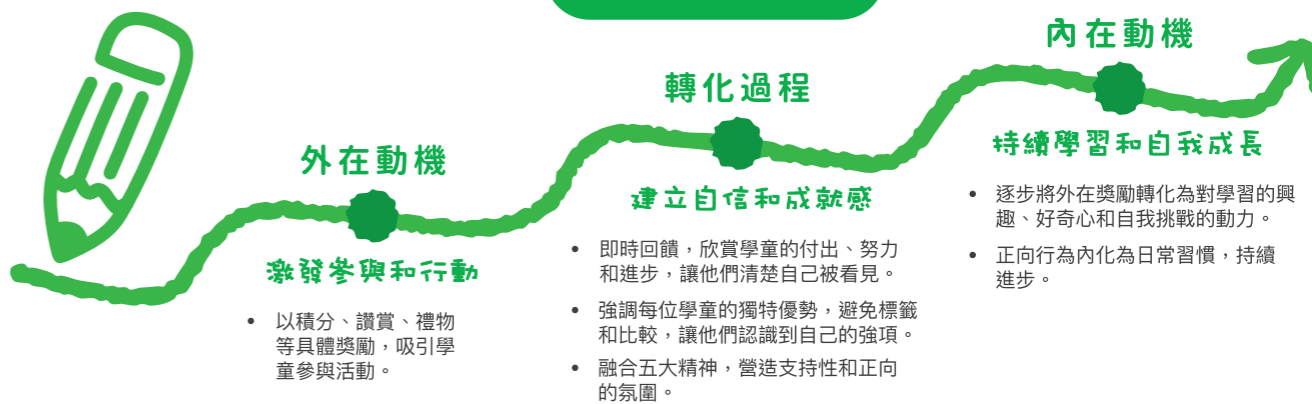 外在動機
激發參與和行動
• 以積分、讚賞、禮物
等具體獎勵，吸引學
童參與活動。
轉化過程
建立自信和成就感
• 即時回饋，欣賞學童的付出、努力
和進步，讓他們清楚自己被看見。
• 強調每位學童的獨特優勢，避免標籤
和比較，讓他們認識到自己的強項。
• 融合五大精神，營造支持性和正向
的氛圍。
內在動機
持續學習和自我成長
• 逐步將外在獎勵轉化為對學習的興
趣、好奇心和自我挑戰的動力。
• 正向行為內化為日常習慣，持續
進步。